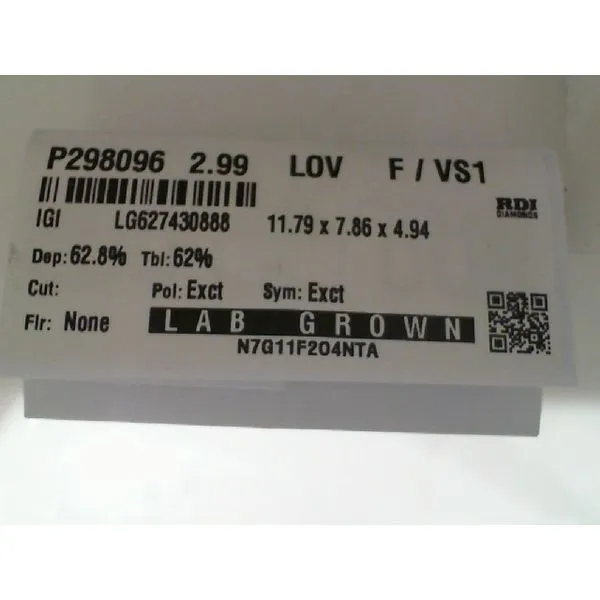 P298096 2.99 LOV F / VS1
RDI
DIAMONDS
IGI LG627430888 11.79 x 7.86 x 4.94
Dep: 62.8% Tbl: 62%
Cut: Pol: Exct Sym: Exct
Flr: None LAB GROWN
N7G11F204NTA